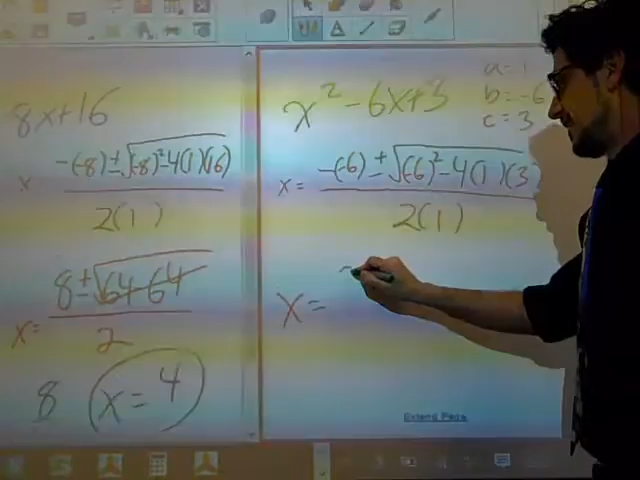 8x+16
x -(-8) ± √(-8)²-4(1)(16)
2(1)
x= 8 ± √64-64
2
8 x=4
x²-6x+3
a=1
b=-6
c=3
x= -(-6) ± √(-6)²-4(1)(3
2(1)
x=
Extend Page